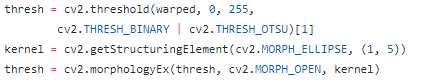 thresh = cv2.threshold(warped, 0, 255,
cv2.THRESH_BINARY | cv2.THRESH_OTSU)[1]
kernel = cv2.getStructuringElement(cv2.MORPH_ELLIPSE, (1, 5))
thresh = cv2.morphologyEx(thresh, cv2.MORPH_OPEN, kernel)